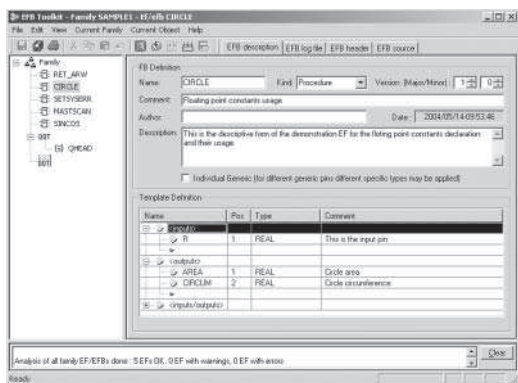 EFB Toolkit - Family SAMPLE1 - Ef/efb CIRCLE
File Edit View Current Family Current Object Help
EFB description EFB log file EFB header EFB source
Family
RET_ARW
CIRCLE
SETSYSERR
MASTSCAN
SINCOS
DDT
QHEAD
FB Definition
Name: CIRCLE Kind: Procedure Version: (Major/Minor) 1 0
Comment: Floating point constants usage
Author: Date: 2004/05/14-09:53:46
Description: This is the desciptive form of the demonstration EF for the floting point constants declaration
and their usage
Individual Generic (for different generic pins different specific types may be applied)
Template Definition
Name Pos Type Comment
<inputs>
R 1 REAL This is the input pin
<outputs>
AREA 1 REAL Circle area
CIRCUM 2 REAL Circle circumference
<inputs/outputs>
Analysis of all family EF/EFBs done : 5 EFs OK, 0 EF with warnings, 0 EF with errors
Clear
Ready